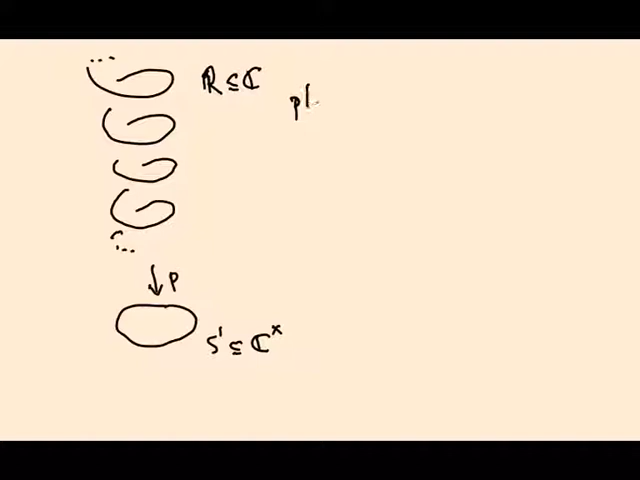 ...
ℝ ⊆ ℂ
p|
...
↓ p
S¹ ⊆ ℂˣ